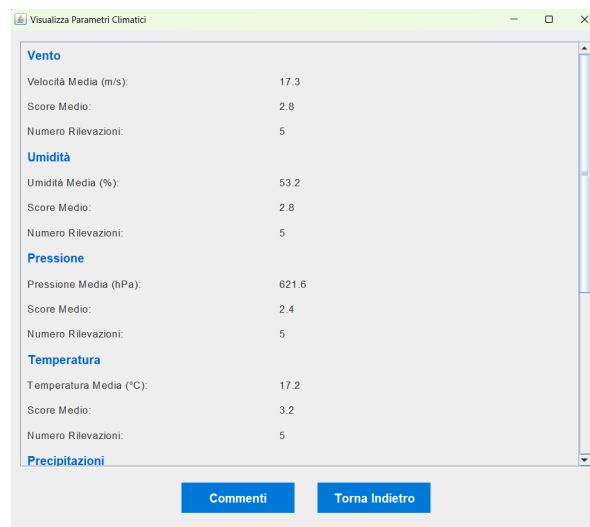 Visualizza Parametri Climatici
Vento
Velocità Media (m/s): 17.3
Score Medio: 2.8
Numero Rilevazioni: 5
Umidità
Umidità Media (%): 53.2
Score Medio: 2.8
Numero Rilevazioni: 5
Pressione
Pressione Media (hPa): 621.6
Score Medio: 2.4
Numero Rilevazioni: 5
Temperatura
Temperatura Media (°C): 17.2
Score Medio: 3.2
Numero Rilevazioni: 5
Precipitazioni
Commenti Torna Indietro